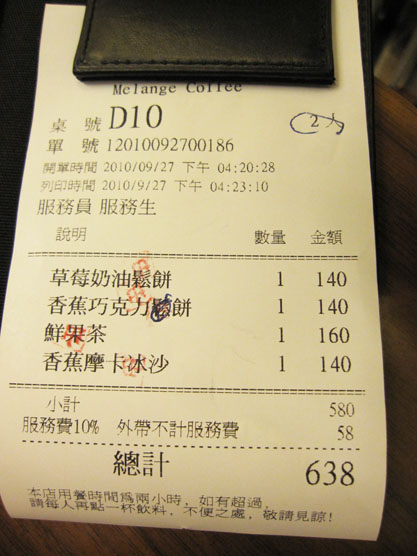 Melange Coffee
桌 號 D10
2人
單 號 12010092700186
開單時間 2010/09/27 下午 04:20:28
列印時間 2010/9/27 下午 04:23:10
服務員 服務生
說明 數量 金額
草莓奶油鬆餅 1 140
香蕉巧克力鬆餅 1 140
鮮果茶 1 160
香蕉摩卡冰沙 1 140
小計 580
服務費10% 外帶不計服務費 58
總計 638
本店用餐時間為兩小時，如有超過，
請每人再點一杯飲料，不便之處，敬請見諒!